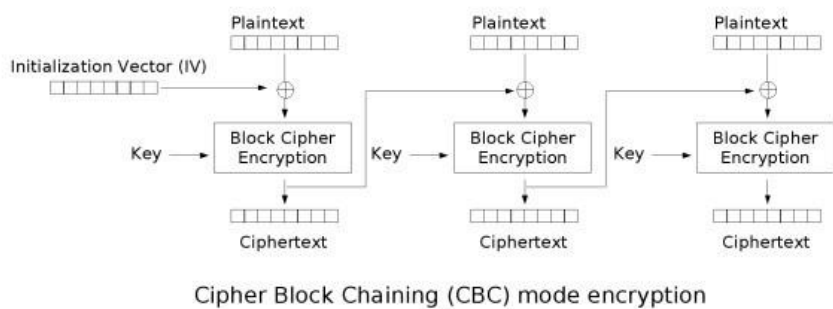 Plaintext
Plaintext
Plaintext
Initialization Vector (IV)
Key
Block Cipher
Encryption
Key
Block Cipher
Encryption
Key
Block Cipher
Encryption
Ciphertext
Ciphertext
Ciphertext
Cipher Block Chaining (CBC) mode encryption